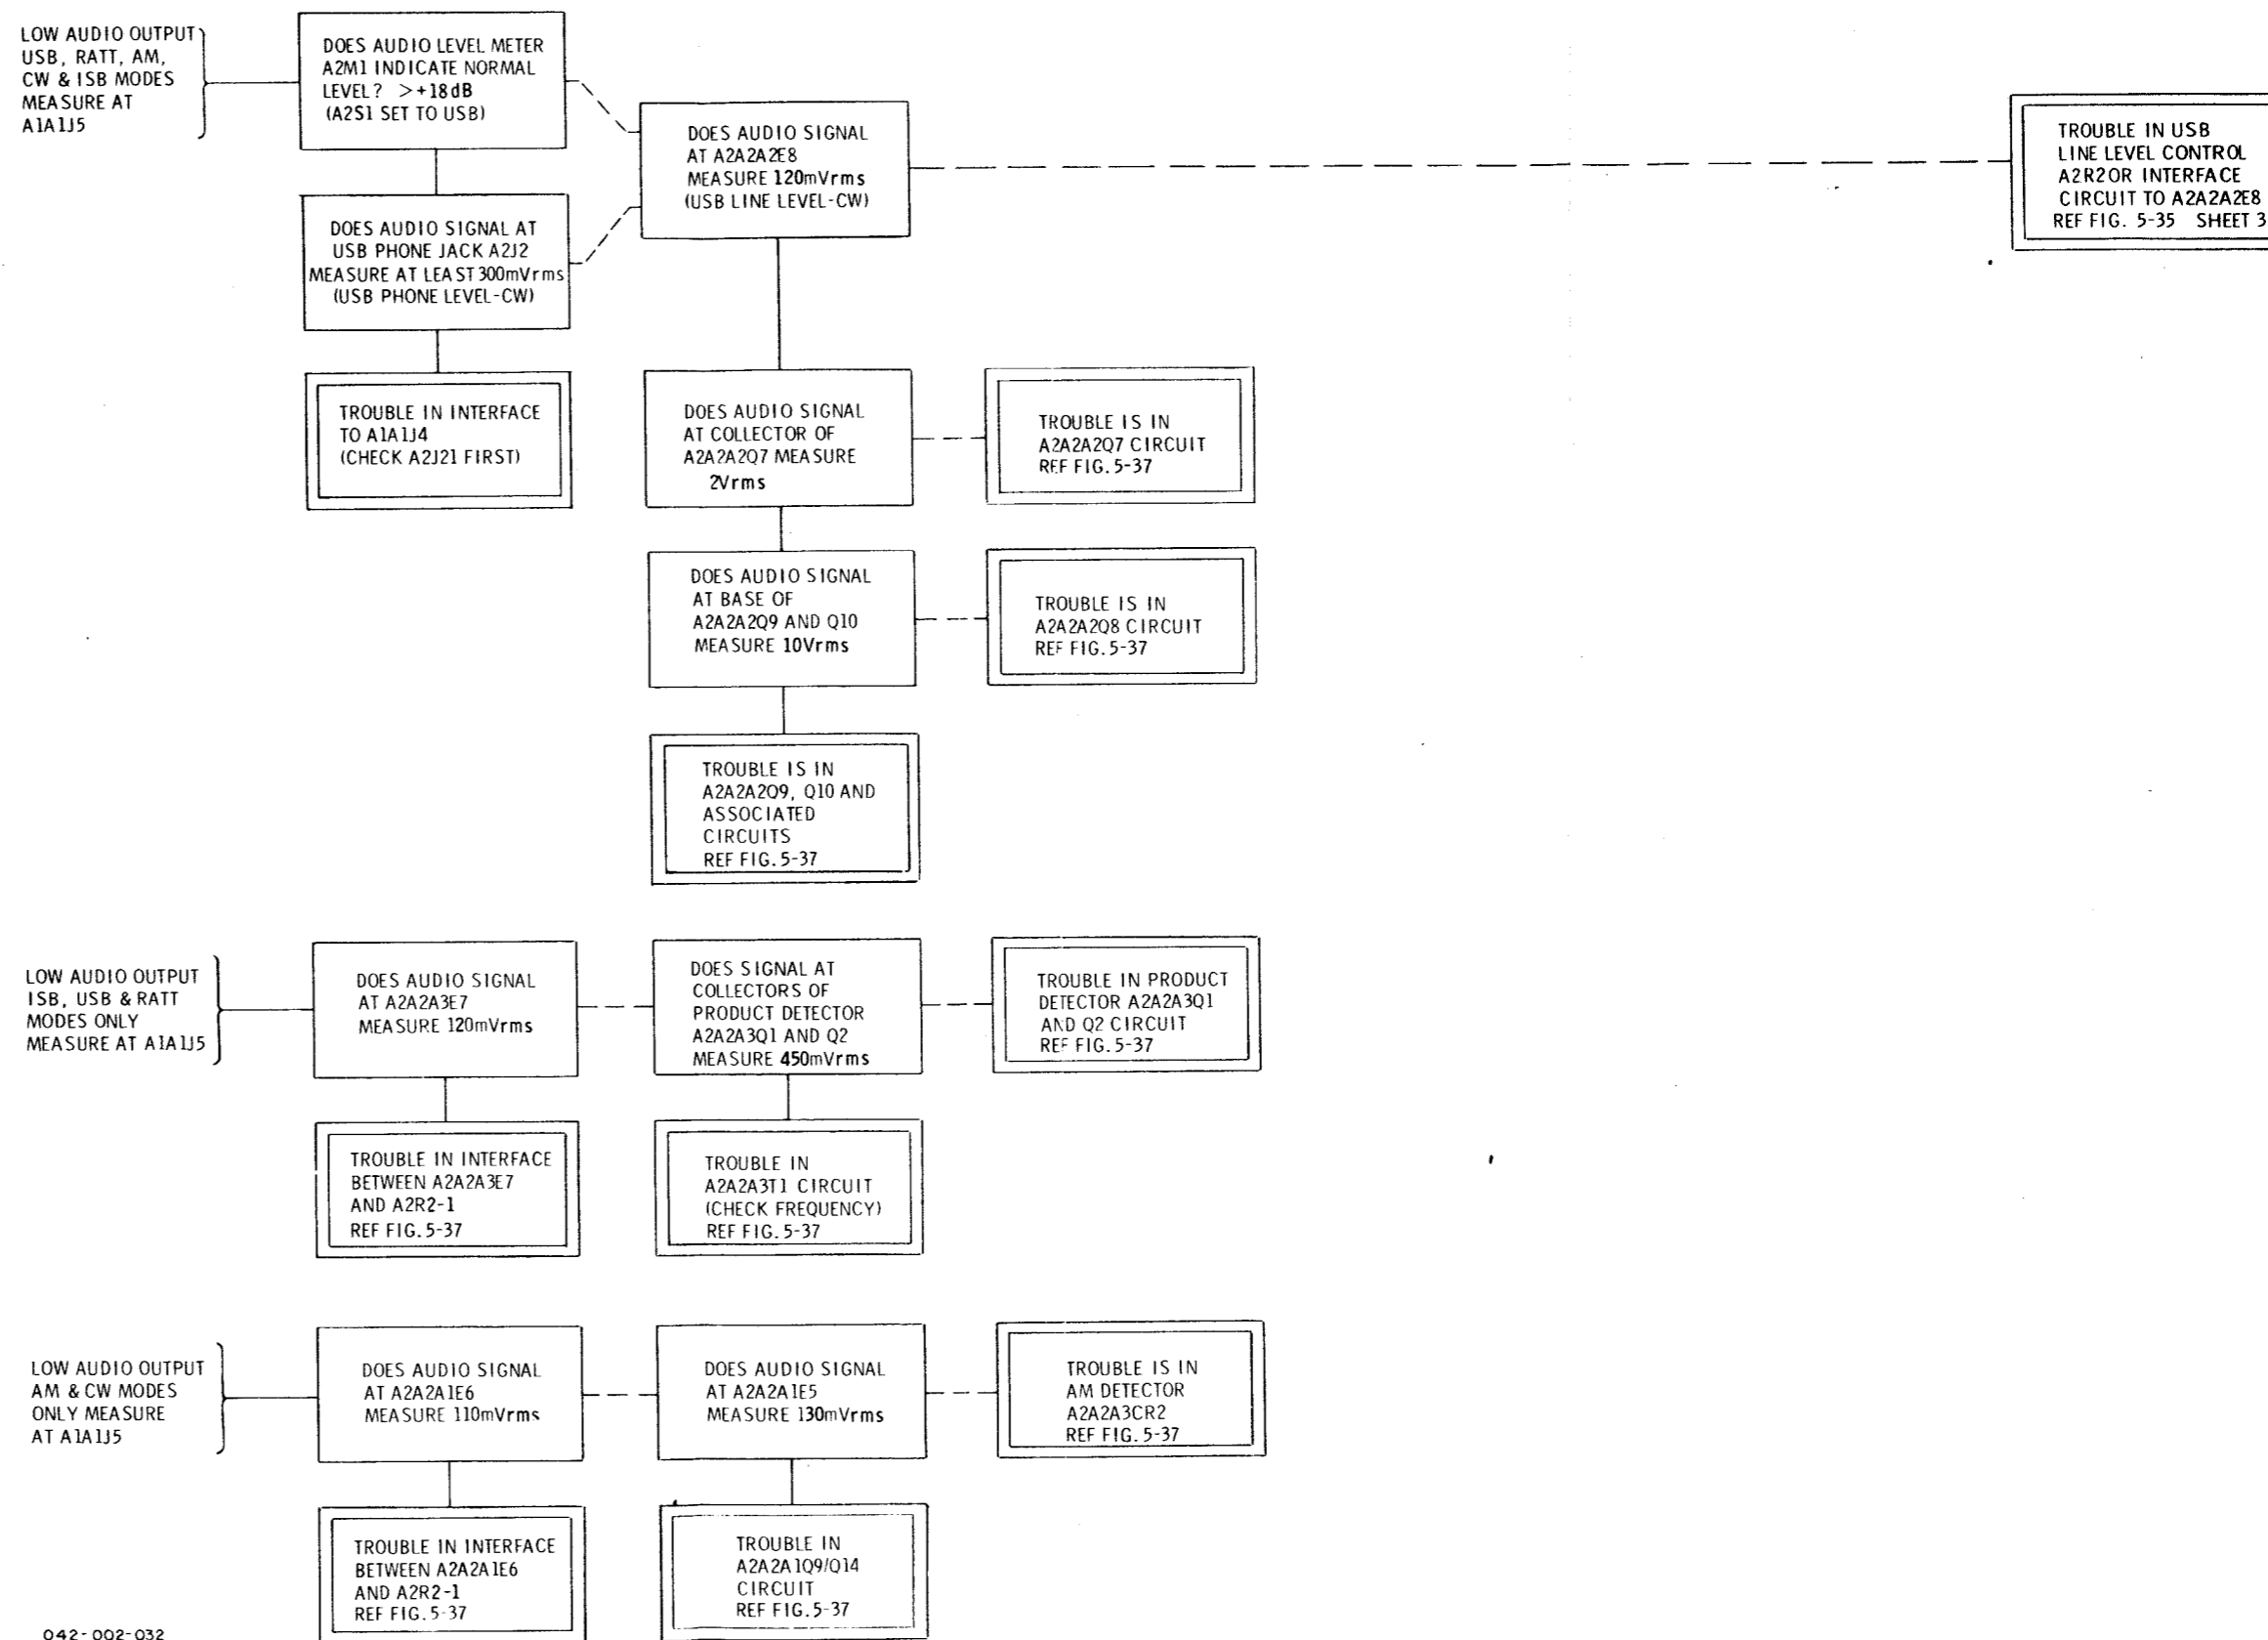 LOW AUDIO OUTPUT
USB, RATT, AM,
CW & ISB MODES
MEASURE AT
A1A1J5
DOES AUDIO LEVEL METER
A2M1 INDICATE NORMAL
LEVEL? >+18dB
(A2S1 SET TO USB)
DOES AUDIO SIGNAL
AT A2A2A2E8
MEASURE 120mVrms
(USB LINE LEVEL-CW)
TROUBLE IN USB
LINE LEVEL CONTROL
A2R2OR INTERFACE
CIRCUIT TO A2A2A2E8
REF FIG. 5-35 SHEET 3
DOES AUDIO SIGNAL AT
USB PHONE JACK A2J2
MEASURE AT LEAST 300mVrms
(USB PHONE LEVEL-CW)
TROUBLE IN INTERFACE
TO A1A1J4
(CHECK A2J21 FIRST)
DOES AUDIO SIGNAL
AT COLLECTOR OF
A2A2A2Q7 MEASURE
2Vrms
TROUBLE IS IN
A2A2A2Q7 CIRCUIT
REF FIG. 5-37
DOES AUDIO SIGNAL
AT BASE OF
A2A2A2Q9 AND Q10
MEASURE 10Vrms
TROUBLE IS IN
A2A2A2Q8 CIRCUIT
REF FIG. 5-37
TROUBLE IS IN
A2A2A2Q9, Q10 AND
ASSOCIATED
CIRCUITS
REF FIG. 5-37
LOW AUDIO OUTPUT
ISB, USB & RATT
MODES ONLY
MEASURE AT A1A1J5
DOES AUDIO SIGNAL
AT A2A2A3E7
MEASURE 120mVrms
DOES SIGNAL AT
COLLECTORS OF
PRODUCT DETECTOR
A2A2A3Q1 AND Q2
MEASURE 450mVrms
TROUBLE IN PRODUCT
DETECTOR A2A2A3Q1
AND Q2 CIRCUIT
REF FIG. 5-37
TROUBLE IN INTERFACE
BETWEEN A2A2A3E7
AND A2R2-1
REF FIG. 5-37
TROUBLE IN
A2A2A3T1 CIRCUIT
(CHECK FREQUENCY)
REF FIG. 5-37
LOW AUDIO OUTPUT
AM & CW MODES
ONLY MEASURE
AT A1A1J5
DOES AUDIO SIGNAL
AT A2A2A1E6
MEASURE 110mVrms
DOES AUDIO SIGNAL
AT A2A2A1E5
MEASURE 130mVrms
TROUBLE IS IN
AM DETECTOR
A2A2A3CR2
REF FIG. 5-37
TROUBLE IN INTERFACE
BETWEEN A2A2A1E6
AND A2R2-1
REF FIG. 5-37
TROUBLE IN
A2A2A1Q9/Q14
CIRCUIT
REF FIG. 5-37
042-002-032